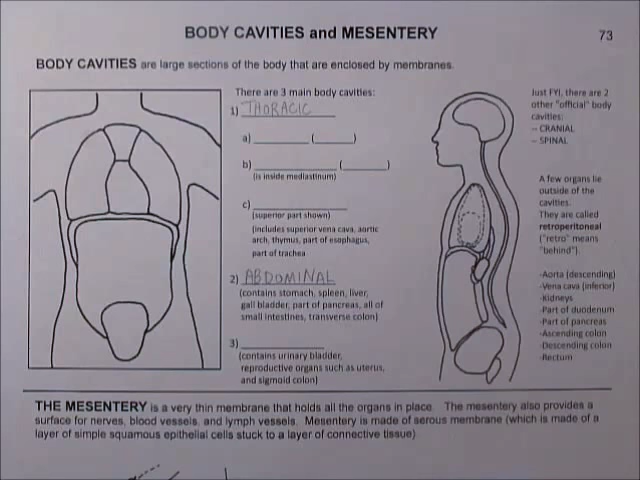 BODY CAVITIES and MESENTERY
73
BODY CAVITIES are large sections of the body that are enclosed by membranes.
There are 3 main body cavities:
1) THORACIC
a) __________ (_______)
b) __________ (________)
(is inside mediastinum)
c) ________________
(superior part shown)
(includes superior vena cava, aortic
arch, thymus, part of esophagus,
part of trachea
2) ABDOMINAL
(contains stomach, spleen, liver,
gall bladder, part of pancreas, all of
small intestines, transverse colon)
3) ______________
(contains urinary bladder,
reproductive organs such as uterus,
and sigmoid colon)
Just FYI, there are 2
other "official" body
cavities:
-- CRANIAL
-- SPINAL
A few organs lie
outside of the
cavities.
They are called
retroperitoneal
("retro" means
"behind").
-Aorta (descending)
-Vena cava (inferior)
-Kidneys
-Part of duodenum
-Part of pancreas
-Ascending colon
-Descending colon
-Rectum
THE MESENTERY is a very thin membrane that holds all the organs in place. The mesentery also provides a
surface for nerves, blood vessels, and lymph vessels. Mesentery is made of serous membrane (which is made of a
layer of simple squamous epithelial cells stuck to a layer of connective tissue)